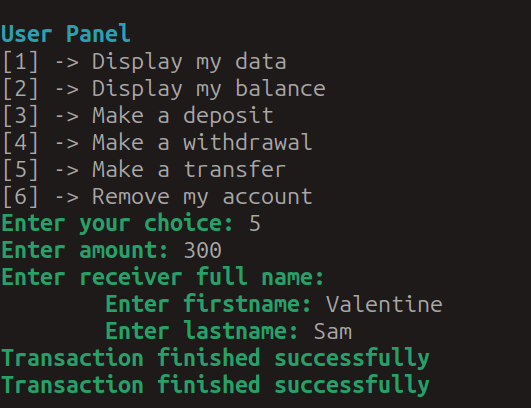 User Panel
[1] -> Display my data
[2] -> Display my balance
[3] -> Make a deposit
[4] -> Make a withdrawal
[5] -> Make a transfer
[6] -> Remove my account
Enter your choice: 5
Enter amount: 300
Enter receiver full name:
        Enter firstname: Valentine
        Enter lastname: Sam
Transaction finished successfully
Transaction finished successfully